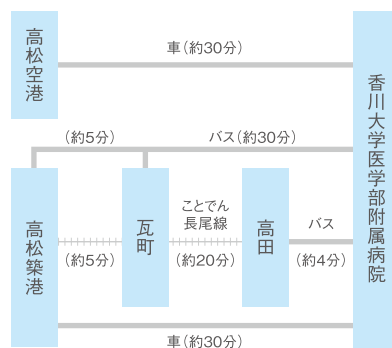 高松空港
車(約30分)
香川大学医学部附属病院
(約5分)
バス(約30分)
高松築港
瓦町
ことでん
長尾線
高田
バス
(約5分)
(約20分)
(約4分)
車(約30分)